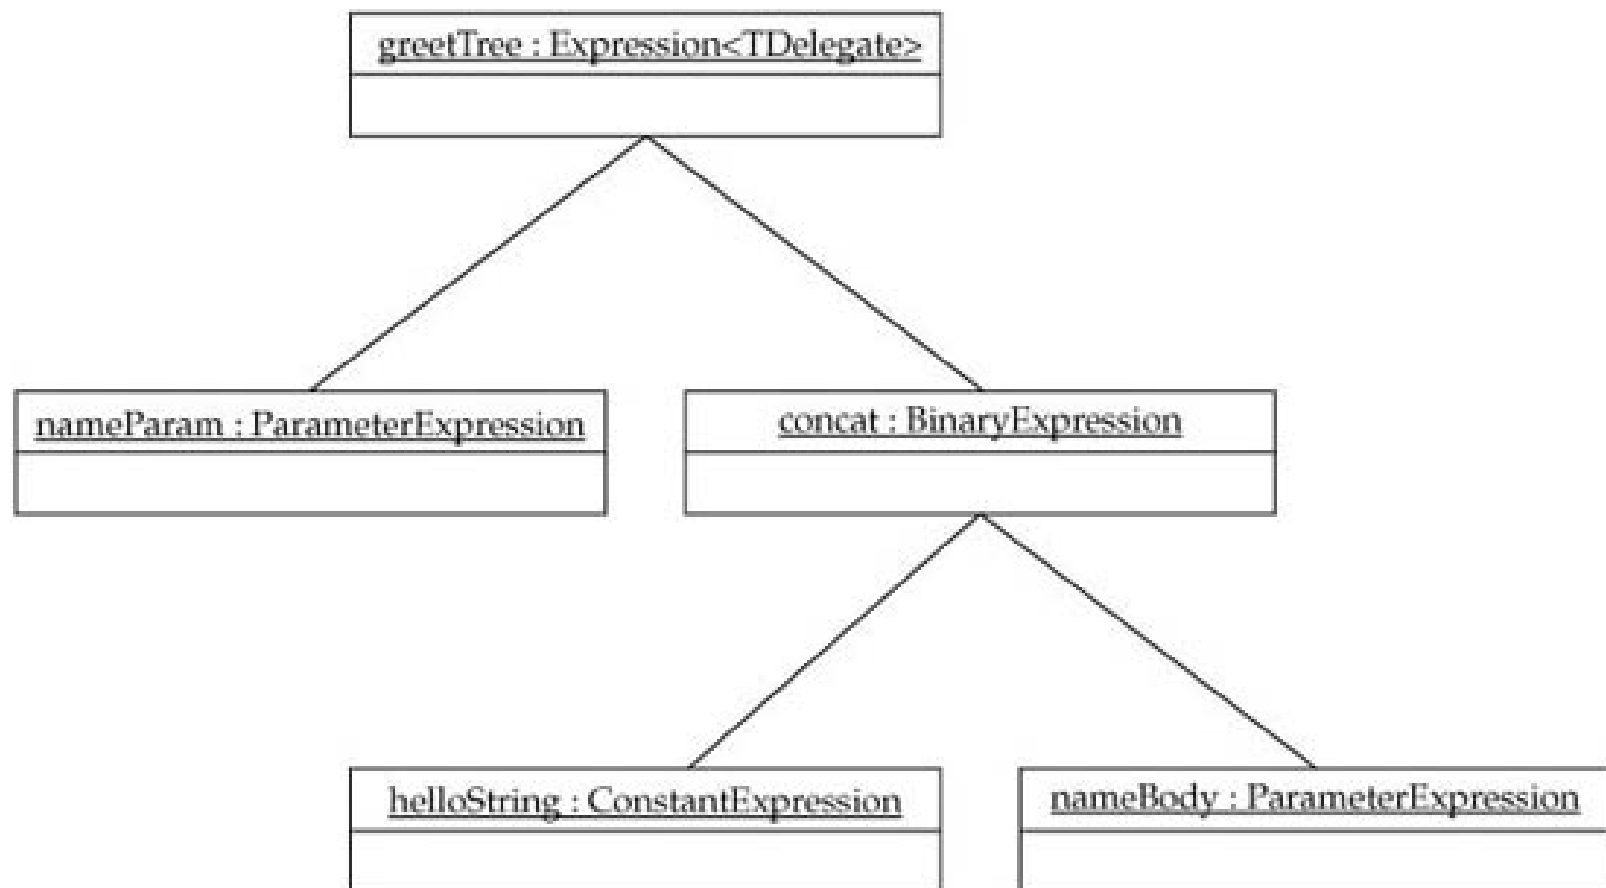 greetTree : Expression<TDelegate>
nameParam : ParameterExpression
concat : BinaryExpression
helloString : ConstantExpression
nameBody : ParameterExpression